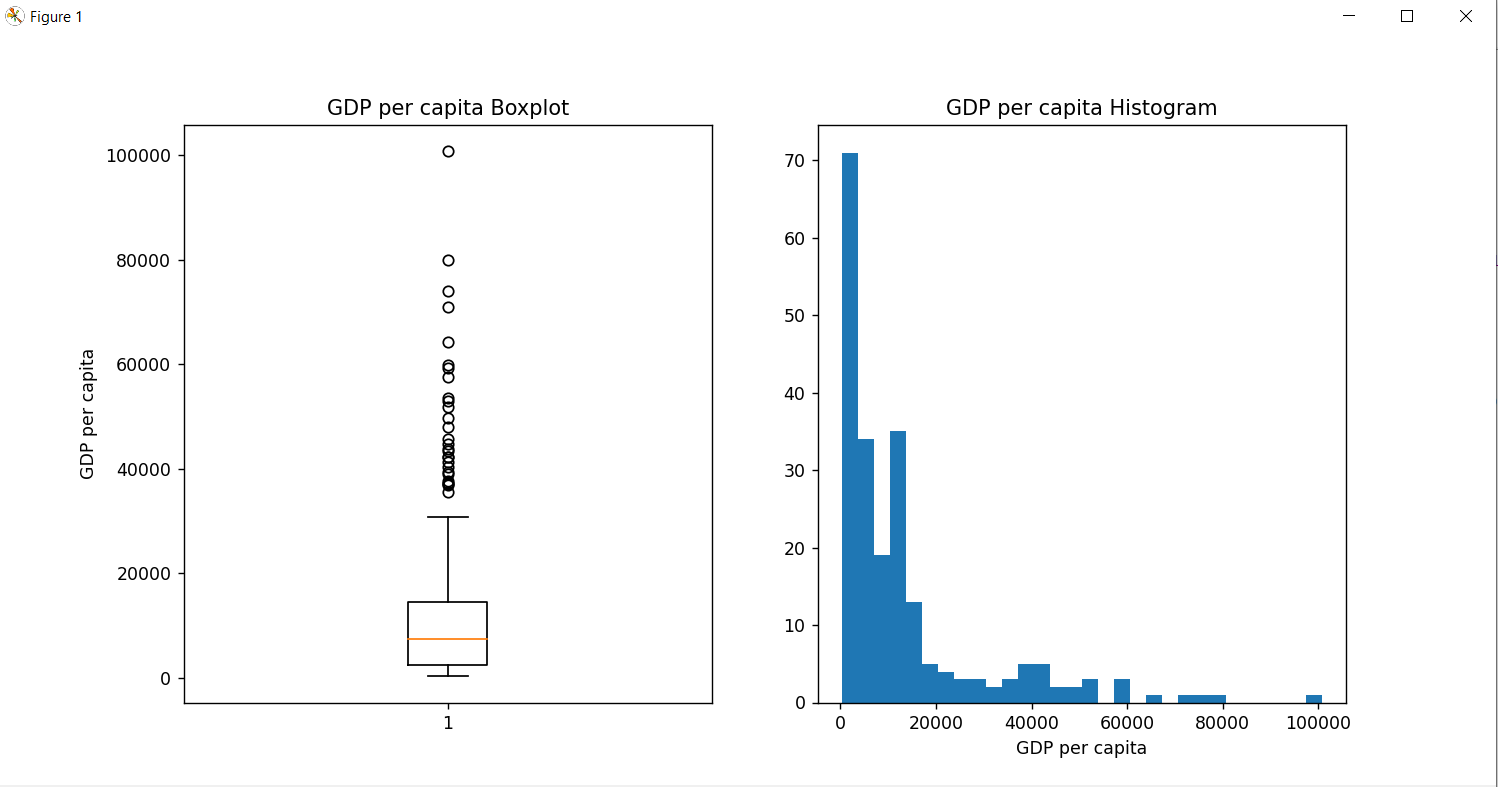 Figure 1
GDP per capita Boxplot
100000
80000
60000
40000
20000
0
GDP per capita
1
GDP per capita Histogram
70
60
50
40
30
20
10
0
0 20000 40000 60000 80000 100000
GDP per capita